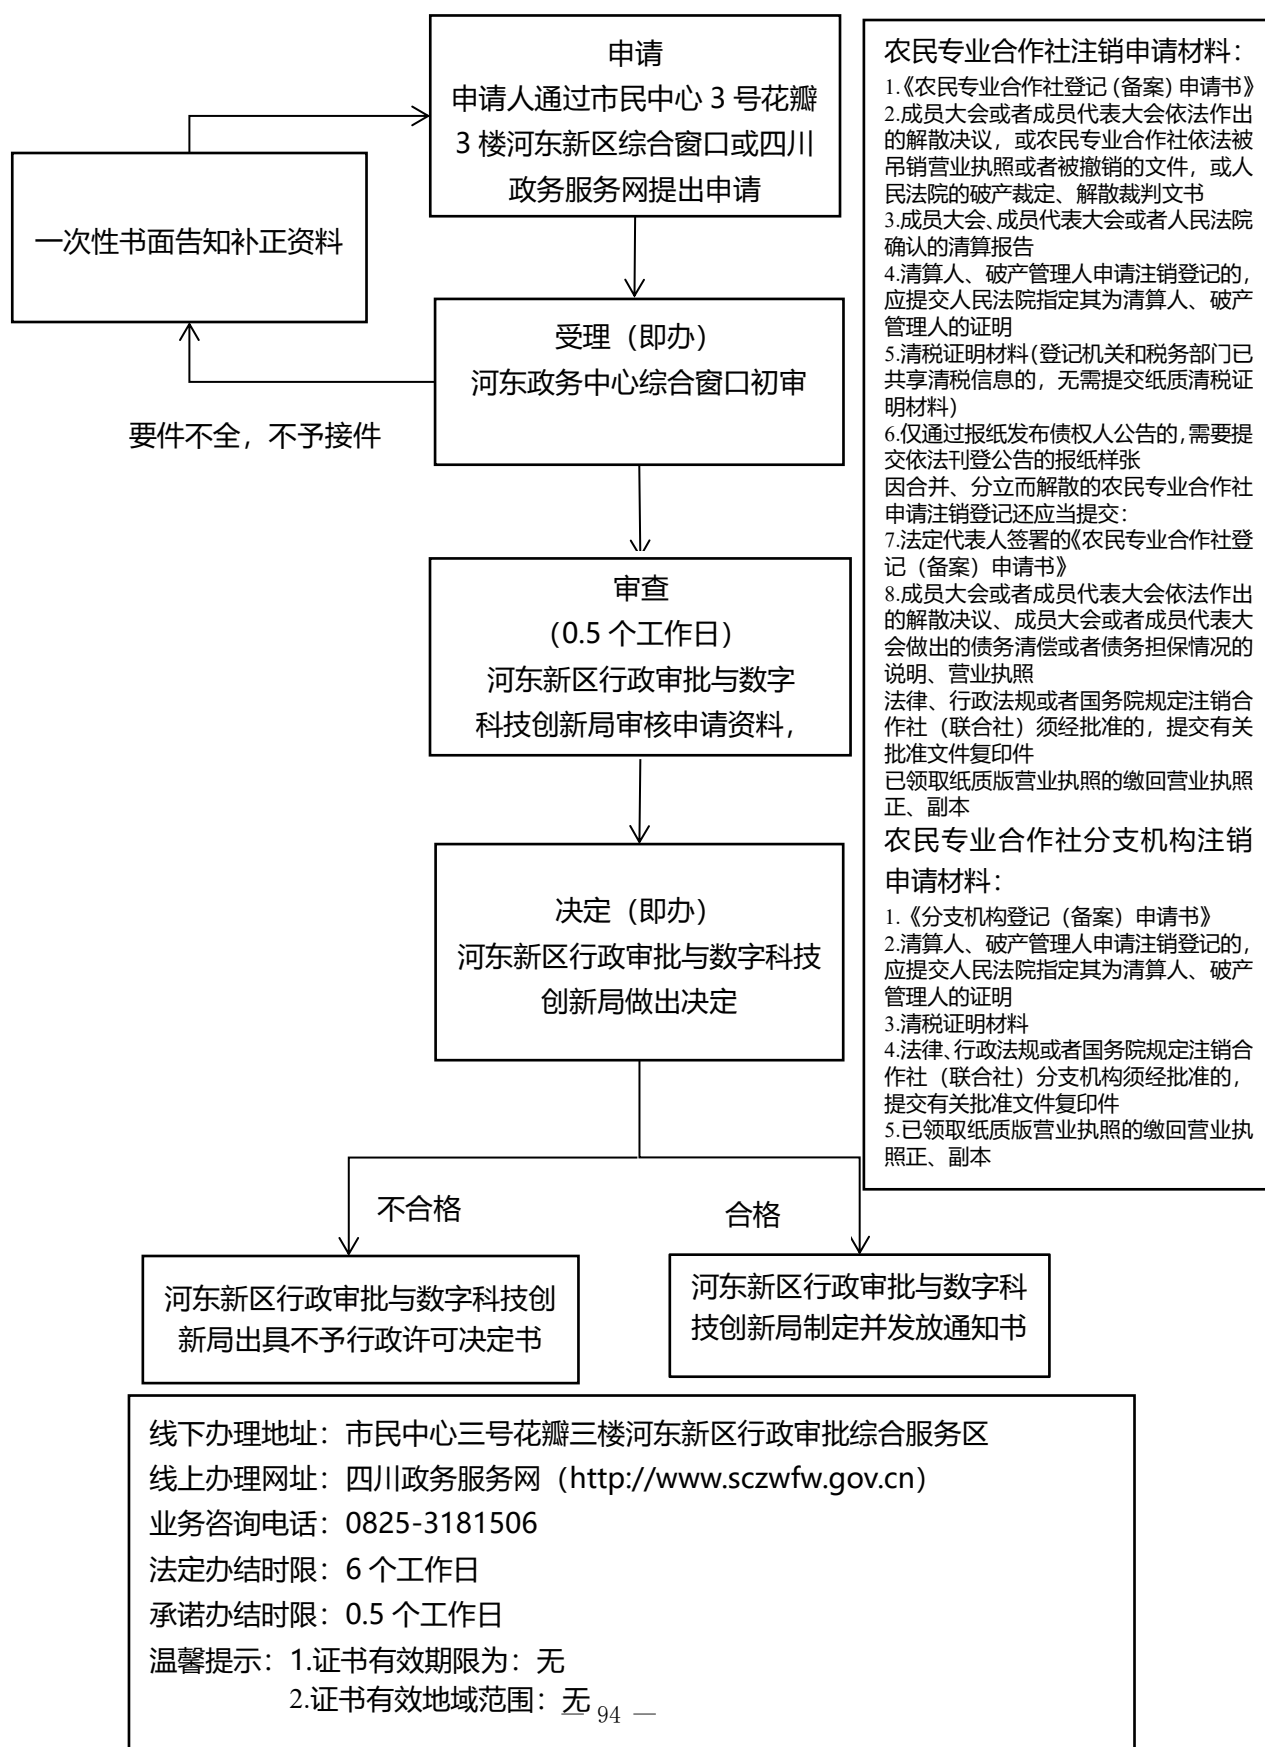 申请
申请人通过市民中心 3 号花瓣
3 楼河东新区综合窗口或四川
政务服务网提出申请
一次性书面告知补正资料
受理（即办）
河东政务中心综合窗口初审
要件不全，不予接件
审查
（0.5 个工作日）
河东新区行政审批与数字
科技创新局审核申请资料，
决定（即办）
河东新区行政审批与数字科技
创新局做出决定
不合格
合格
河东新区行政审批与数字科技创
新局出具不予行政许可决定书
河东新区行政审批与数字科
技创新局制定并发放通知书
农民专业合作社注销申请材料：
1.《农民专业合作社登记（备案）申请书》
2.成员大会或者成员代表大会依法作出
的解散决议，或农民专业合作社依法被
吊销营业执照或者被撤销的文件，或人
民法院的破产裁定、解散裁判文书
3.成员大会、成员代表大会或者人民法院
确认的清算报告
4.清算人、破产管理人申请注销登记的，
应提交人民法院指定其为清算人、破产
管理人的证明
5.清税证明材料（登记机关和税务部门已
共享清税信息的，无需提交纸质清税证
明材料）
6.仅通过报纸发布债权人公告的，需要提
交依法刊登公告的报纸样张
因合并、分立而解散的农民专业合作社
申请注销登记还应当提交：
7.法定代表人签署的《农民专业合作社登
记（备案）申请书》
8.成员大会或者成员代表大会依法作出
的解散决议、成员大会或者成员代表大
会做出的债务清偿或者债务担保情况的
说明、营业执照
法律、行政法规或者国务院规定注销合
作社（联合社）须经批准的，提交有关
批准文件复印件
已领取纸质版营业执照的缴回营业执照
正、副本
农民专业合作社分支机构注销
申请材料：
1.《分支机构登记（备案）申请书》
2.清算人、破产管理人申请注销登记的，
应提交人民法院指定其为清算人、破产
管理人的证明
3.清税证明材料
4.法律、行政法规或者国务院规定注销合
作社（联合社）分支机构须经批准的，
提交有关批准文件复印件
5.已领取纸质版营业执照的缴回营业执
照正、副本
线下办理地址：市民中心三号花瓣三楼河东新区行政审批综合服务区
线上办理网址：四川政务服务网（http://www.sczwfw.gov.cn）
业务咨询电话：0825-3181506
法定办结时限：6 个工作日
承诺办结时限：0.5 个工作日
温馨提示：1.证书有效期限为：无
2.证书有效地域范围：无
— 94 —